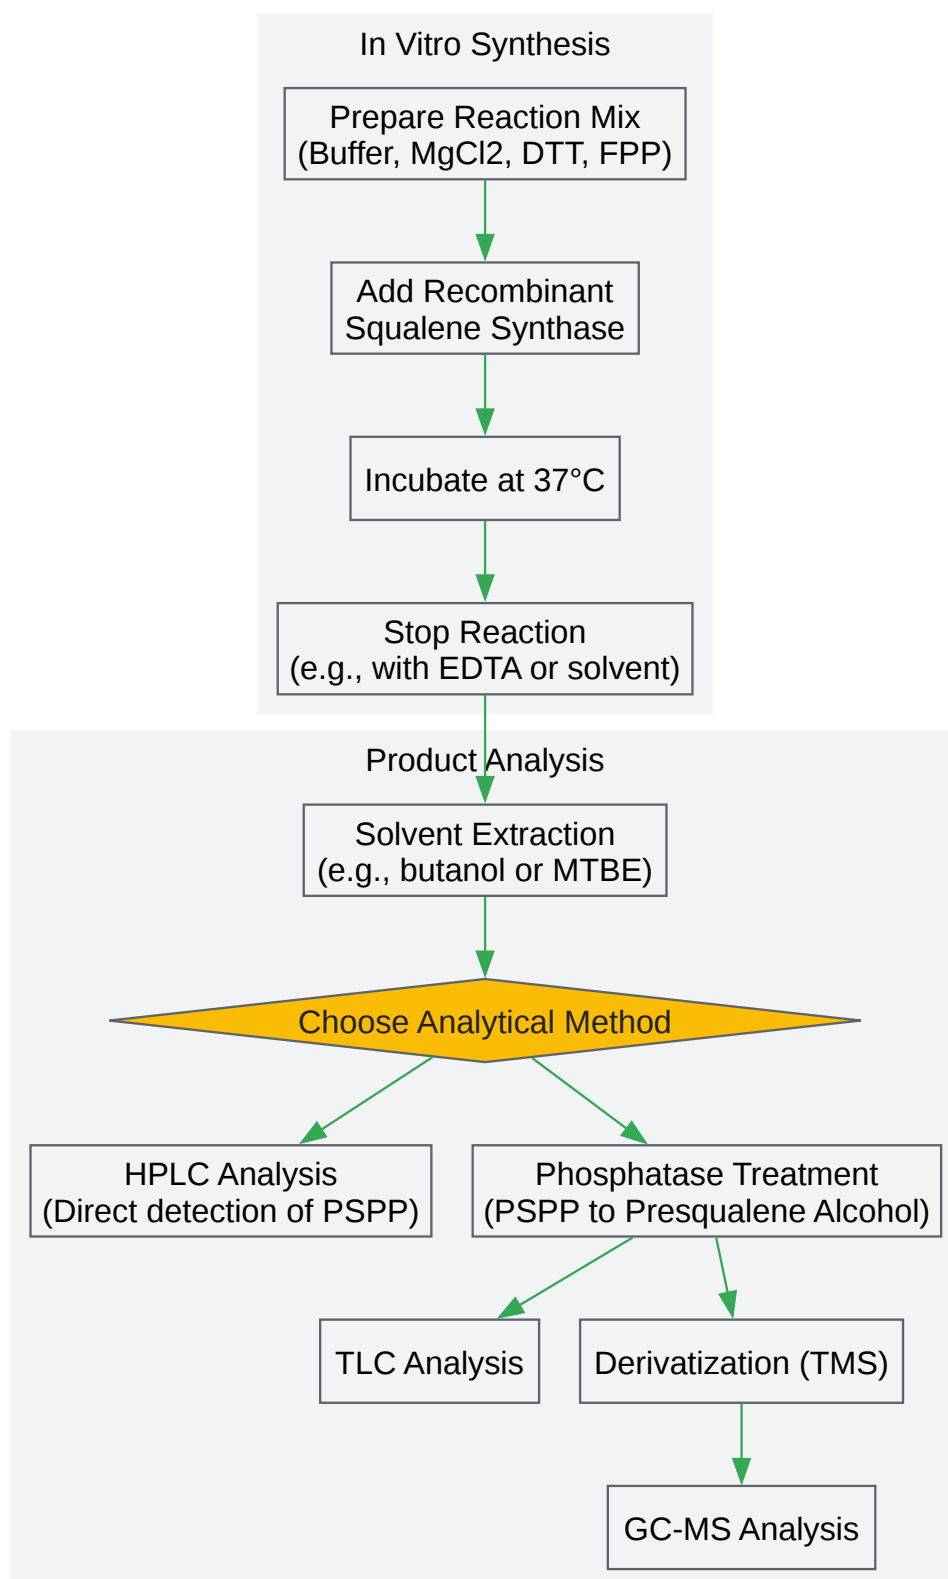 In Vitro Synthesis
Prepare Reaction Mix
(Buffer, MgCl2, DTT, FPP)
Add Recombinant
Squalene Synthase
Incubate at 37°C
Stop Reaction
(e.g., with EDTA or solvent)
Product Analysis
Solvent Extraction
(e.g., butanol or MTBE)
Choose Analytical Method
HPLC Analysis
(Direct detection of PSPP)
Phosphatase Treatment
(PSPP to Presqualene Alcohol)
TLC Analysis
Derivatization (TMS)
GC-MS Analysis